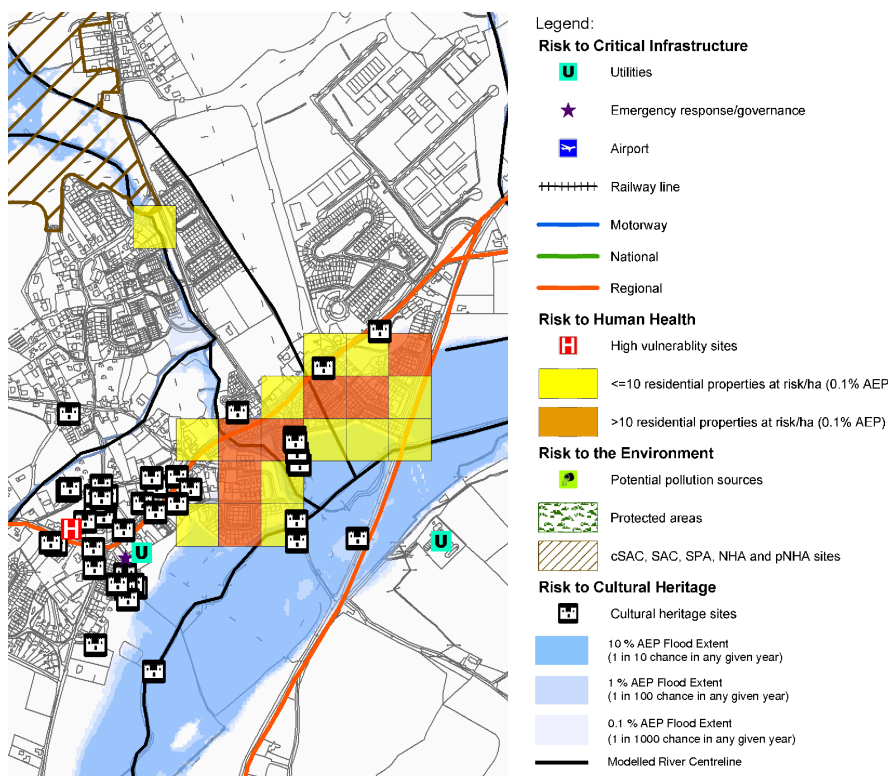 Legend:
Risk to Critical Infrastructure
U
Utilities
Emergency response/governance
Airport
Railway line
Motorway
National
Regional
Risk to Human Health
H
High vulnerablity sites
<=10 residential properties at risk/ha (0.1% AEP
>10 residential properties at risk/ha (0.1% AEP)
Risk to the Environment
Potential pollution sources
Protected areas
cSAC, SAC, SPA, NHA and pNHA sites
Risk to Cultural Heritage
Cultural heritage sites
10 % AEP Flood Extent
(1 in 10 chance in any given year)
1 % AEP Flood Extent
(1 in 100 chance in any given year)
0.1 % AEP Flood Extent
(1 in 1000 chance in any given year)
Modelled River Centreline
H
U
U